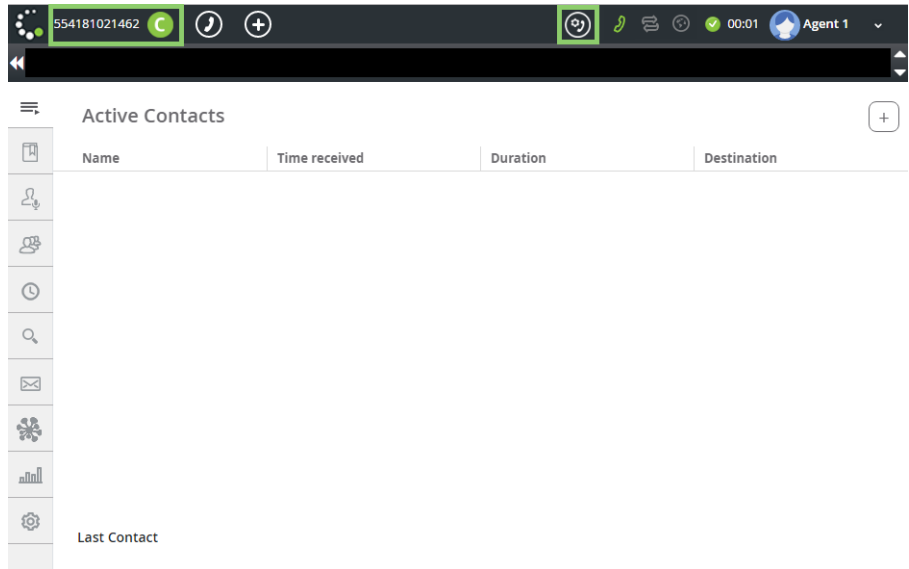 554181021462 C 00:01 Agent 1
Active Contacts
+
Name Time received Duration Destination
Last Contact